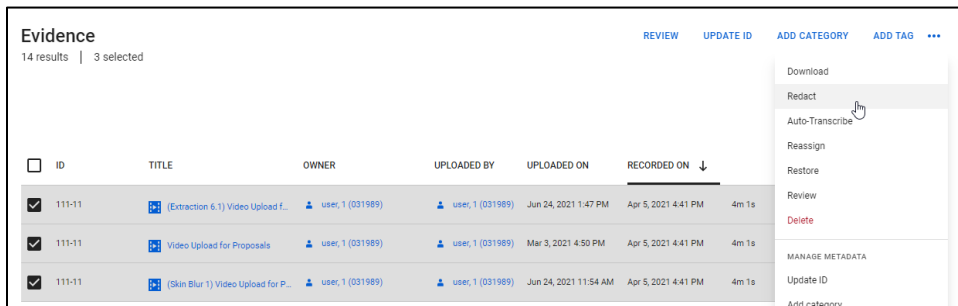 Evidence
REVIEW UPDATE ID ADD CATEGORY ADD TAG •••
14 results | 3 selected
Download
Redact
Auto-Transcribe
Reassign
Restore
Review
Delete
MANAGE METADATA
Update ID
Add category
ID TITLE OWNER UPLOADED BY UPLOADED ON RECORDED ON ↓
111-11 (Extraction 6.1) Video Upload f... user, 1 (031989) user, 1 (031989) Jun 24, 2021 1:47 PM Apr 5, 2021 4:41 PM 4m 1s
111-11 Video Upload for Proposals user, 1 (031989) user, 1 (031989) Mar 3, 2021 4:50 PM Apr 5, 2021 4:41 PM 4m 1s
111-11 (Skin Blur 1) Video Upload for P... user, 1 (031989) user, 1 (031989) Jun 24, 2021 11:54 AM Apr 5, 2021 4:41 PM 4m 1s